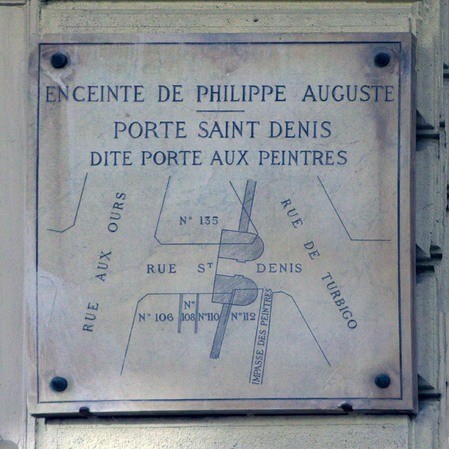 ENCEINTE DE PHILIPPE AUGUSTE
PORTE SAINT DENIS
DITE PORTE AUX PEINTRES
RUE AUX OURS
N° 135
RUE DE TURBIGO
RUE ST DENIS
N° 106
N° 108
N° 110
N° 112
IMPASSE DES PEINTRES